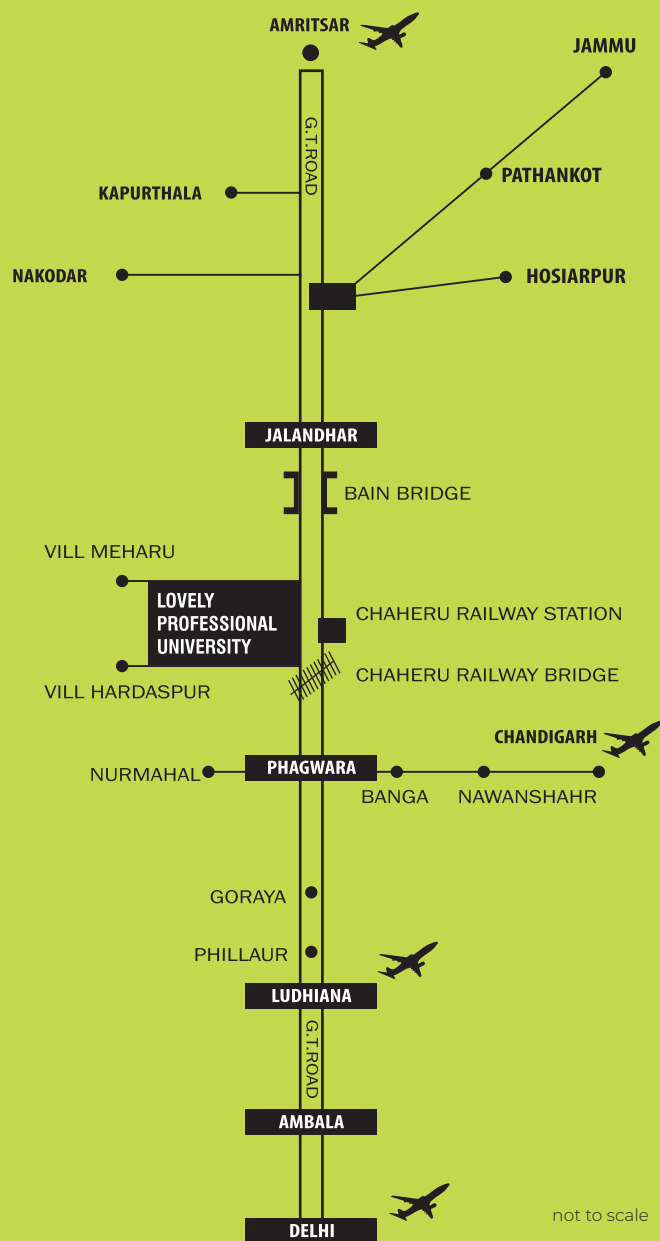 AMRITSAR
JAMMU
G.T.ROAD
PATHANKOT
KAPURTHALA
NAKODAR
HOSIARPUR
JALANDHAR
BAIN BRIDGE
VILL MEHARU
LOVELY
PROFESSIONAL
UNIVERSITY
CHAHERU RAILWAY STATION
CHAHERU RAILWAY BRIDGE
VILL HARDASPUR
CHANDIGARH
NURMAHAL
PHAGWARA
BANGA
NAWANSHAHR
GORAYA
PHILLAUR
LUDHIANA
G.T.ROAD
AMBALA
not to scale
DELHI